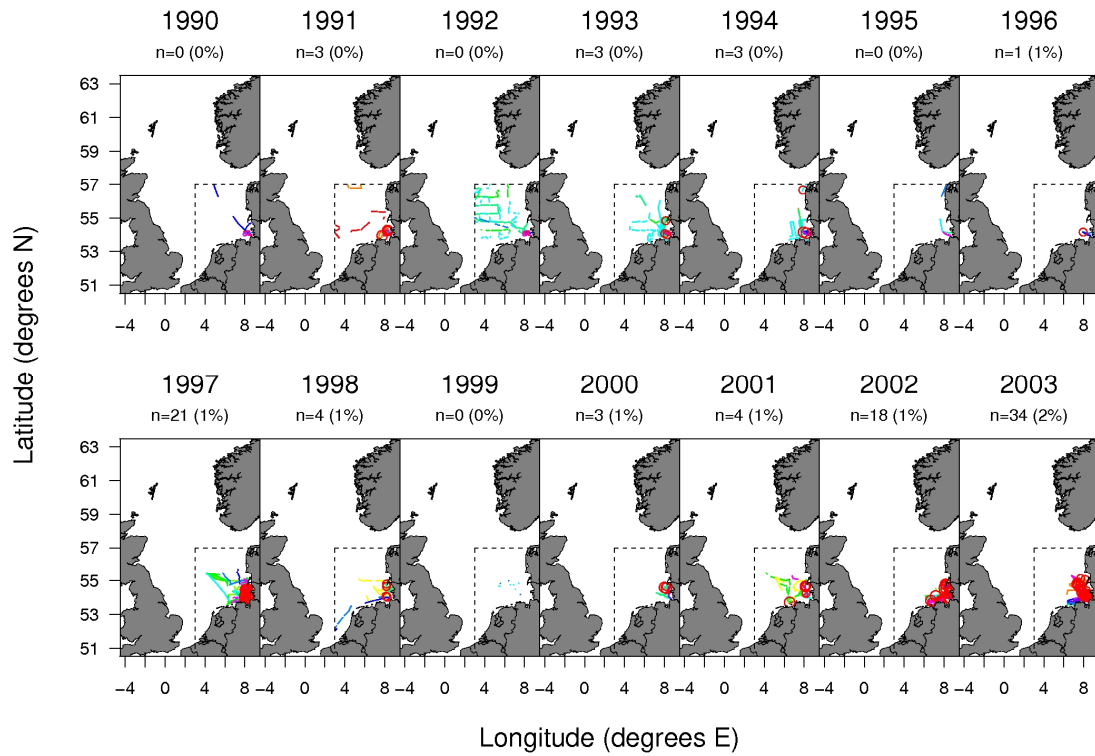 1990 1991 1992 1993 1994 1995 1996
n=0 (0%) n=3 (0%) n=0 (0%) n=3 (0%) n=3 (0%) n=0 (0%) n=1 (1%)
63
61
59
57
55
53
51
−4 0 4 8 −4 0 4 8 −4 0 4 8 −4 0 4 8 −4 0 4 8 −4 0 4 8 −4 0 4 8
1997 1998 1999 2000 2001 2002 2003
n=21 (1%) n=4 (1%) n=0 (0%) n=3 (1%) n=4 (1%) n=18 (1%) n=34 (2%)
63
61
59
57
55
53
51
−4 0 4 8 −4 0 4 8 −4 0 4 8 −4 0 4 8 −4 0 4 8 −4 0 4 8 −4 0 4 8
Latitude (degrees N)
Longitude (degrees E)